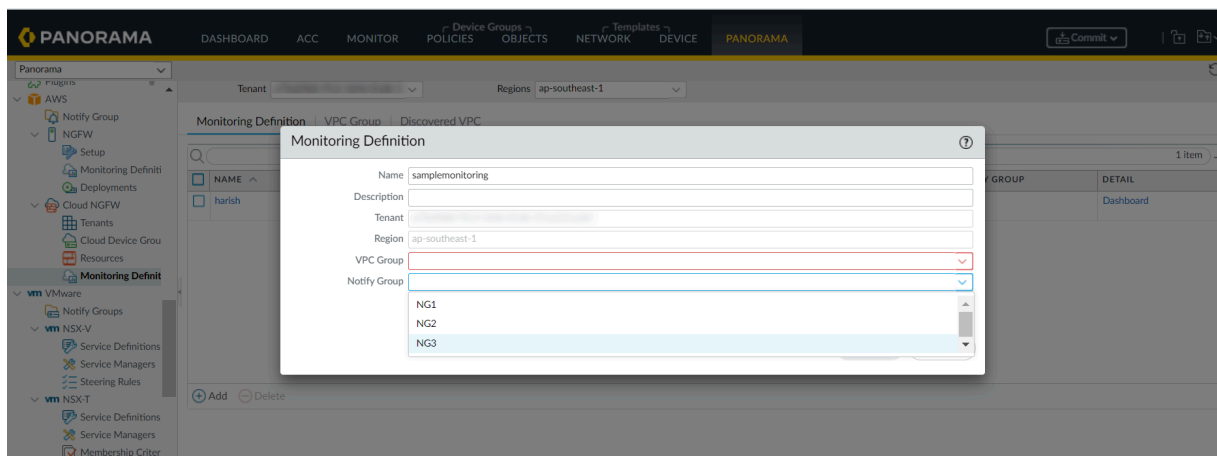 PANORAMA
DASHBOARD ACC MONITOR Device Groups POLICIES OBJECTS Templates NETWORK DEVICE PANORAMA Commit
Panorama
Plugins
Tenant Regions ap-southeast-1
AWS
Notify Group
NGFW
Setup
Monitoring Definiti
Deployments
Cloud NGFW
Tenants
Cloud Device Grou
Resources
Monitoring Definit
VMware
Notify Groups
NSX-V
Service Definitions
Service Managers
Steering Rules
NSX-T
Service Definitions
Service Managers
Membership Criter
Monitoring Definition VPC Group Discovered VPC
1 item
NAME GROUP DETAIL
harish Dashboard
Add Delete
Monitoring Definition
Name samplemonitoring
Description
Tenant
Region ap-southeast-1
VPC Group
Notify Group
NG1
NG2
NG3